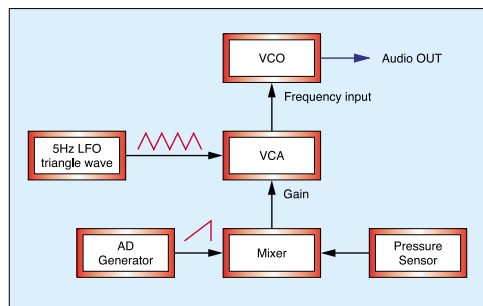 VCO
Audio OUT
Frequency input
5Hz LFO
triangle wave
VCA
Gain
AD
Generator
Mixer
Pressure
Sensor